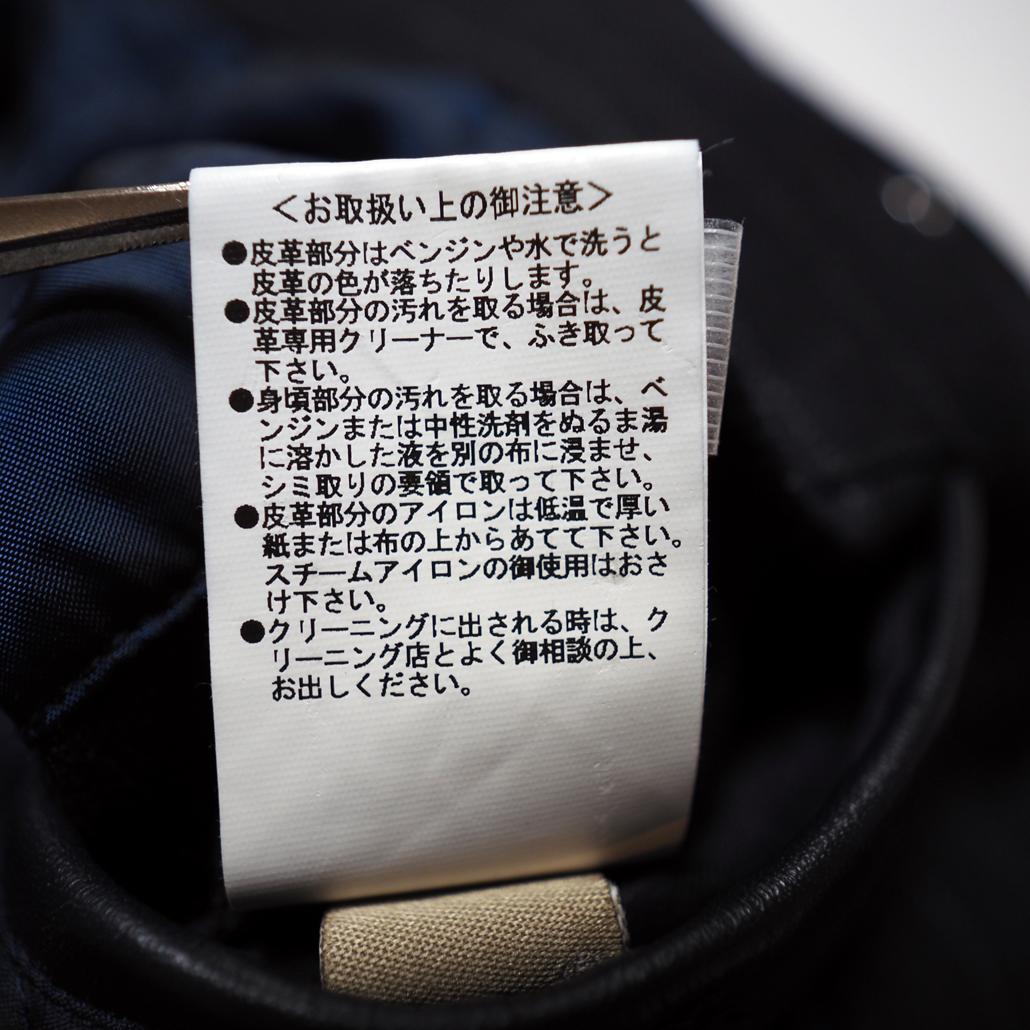 <お取扱い上の御注意>
●皮革部分はベンジンや水で洗うと
皮革の色が落ちたりします。
●皮革部分の汚れを取る場合は、皮
革専用クリーナーで、ふき取って
下さい。
●身頃部分の汚れを取る場合は、ベ
ンジンまたは中性洗剤をぬるま湯
に溶かした液を別の布に浸ませ、
シミ取りの要領で取って下さい。
●皮革部分のアイロンは低温で厚い
紙または布の上からあてて下さい。
スチームアイロンの御使用はおさ
け下さい。
●クリーニングに出される時は、ク
リーニング店とよく御相談の上、
お出しください。